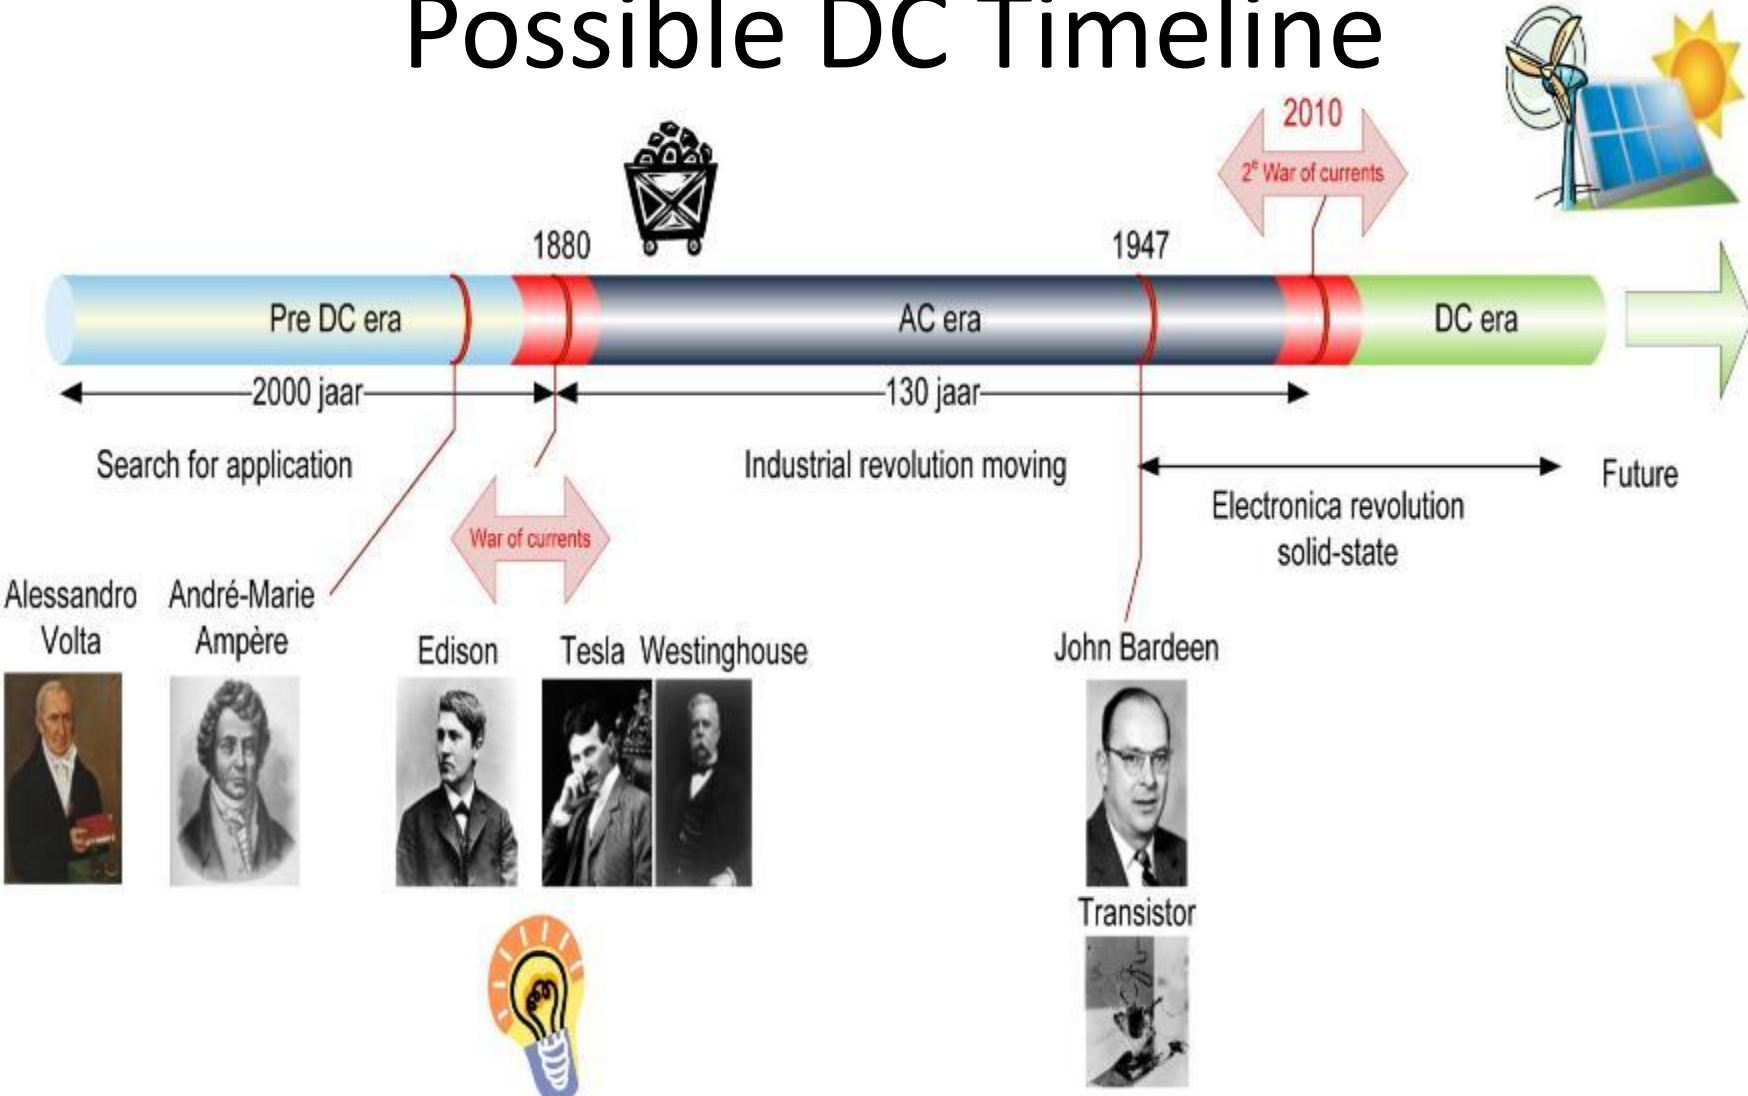 Possible DC Timeline
2010
2e War of currents
1880
1947
Pre DC era
AC era
DC era
2000 jaar
130 jaar
Search for application
Industrial revolution moving
Future
Electronica revolution
solid-state
War of currents
Alessandro
Volta
André-Marie
Ampère
Edison
Tesla
Westinghouse
John Bardeen
Transistor